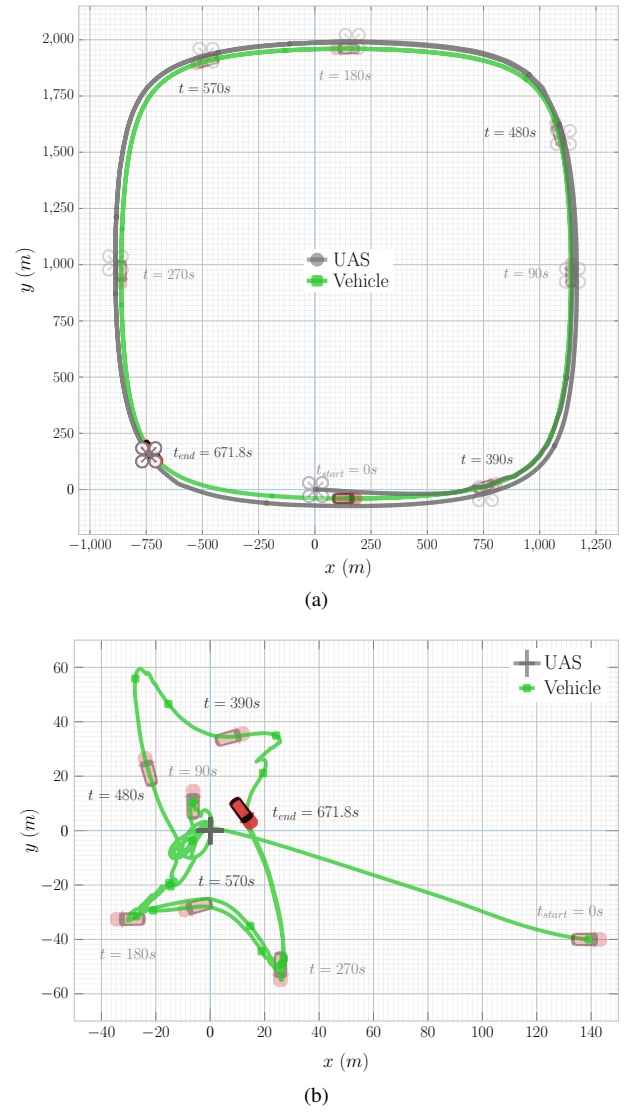 2,000
1,750
1,500
1,250
1,000
750
500
250
0
y (m)
t = 570s
t = 180s
t = 480s
t = 270s
UAS
Vehicle
t = 90s
t_end = 671.8s
t_start = 0s
t = 390s
−1,000 −750 −500 −250 0 250 500 750 1,000 1,250
x (m)
(a)
60
40
20
0
−20
−40
−60
y (m)
UAS
Vehicle
t = 390s
t = 90s
t = 480s
t_end = 671.8s
t = 570s
t_start = 0s
t = 180s
t = 270s
−40 −20 0 20 40 60 80 100 120 140
x (m)
(b)